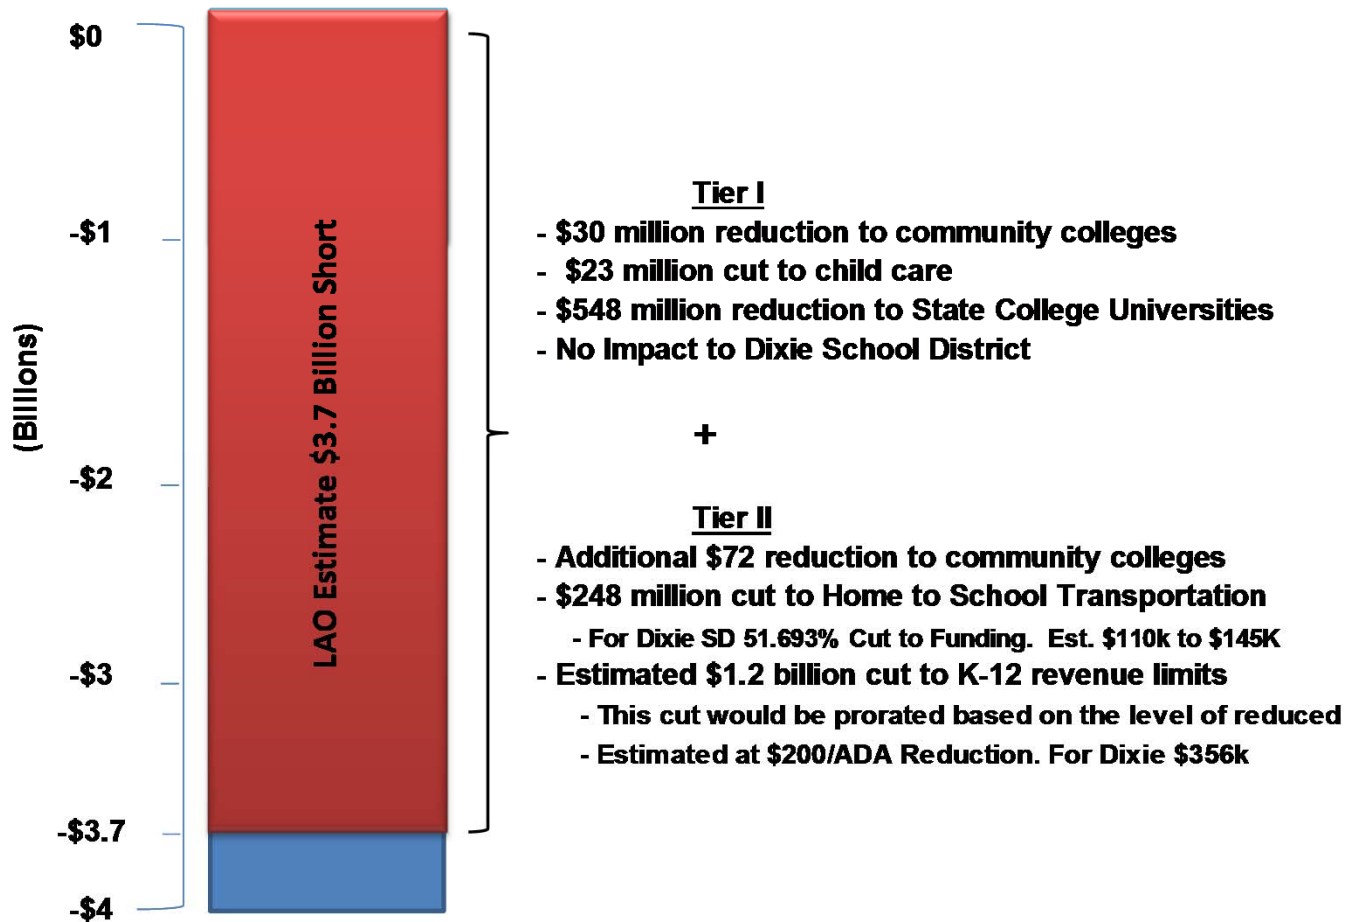 $0
-$1
-$2
-$3
-$3.7
-$4
(Billions)
LAO Estimate $3.7 Billion Short
Tier I
- $30 million reduction to community colleges
- $23 million cut to child care
- $548 million reduction to State College Universities
- No Impact to Dixie School District
+
Tier II
- Additional $72 reduction to community colleges
- $248 million cut to Home to School Transportation
- For Dixie SD 51.693% Cut to Funding. Est. $110k to $145K
- Estimated $1.2 billion cut to K-12 revenue limits
- This cut would be prorated based on the level of reduced
- Estimated at $200/ADA Reduction. For Dixie $356k